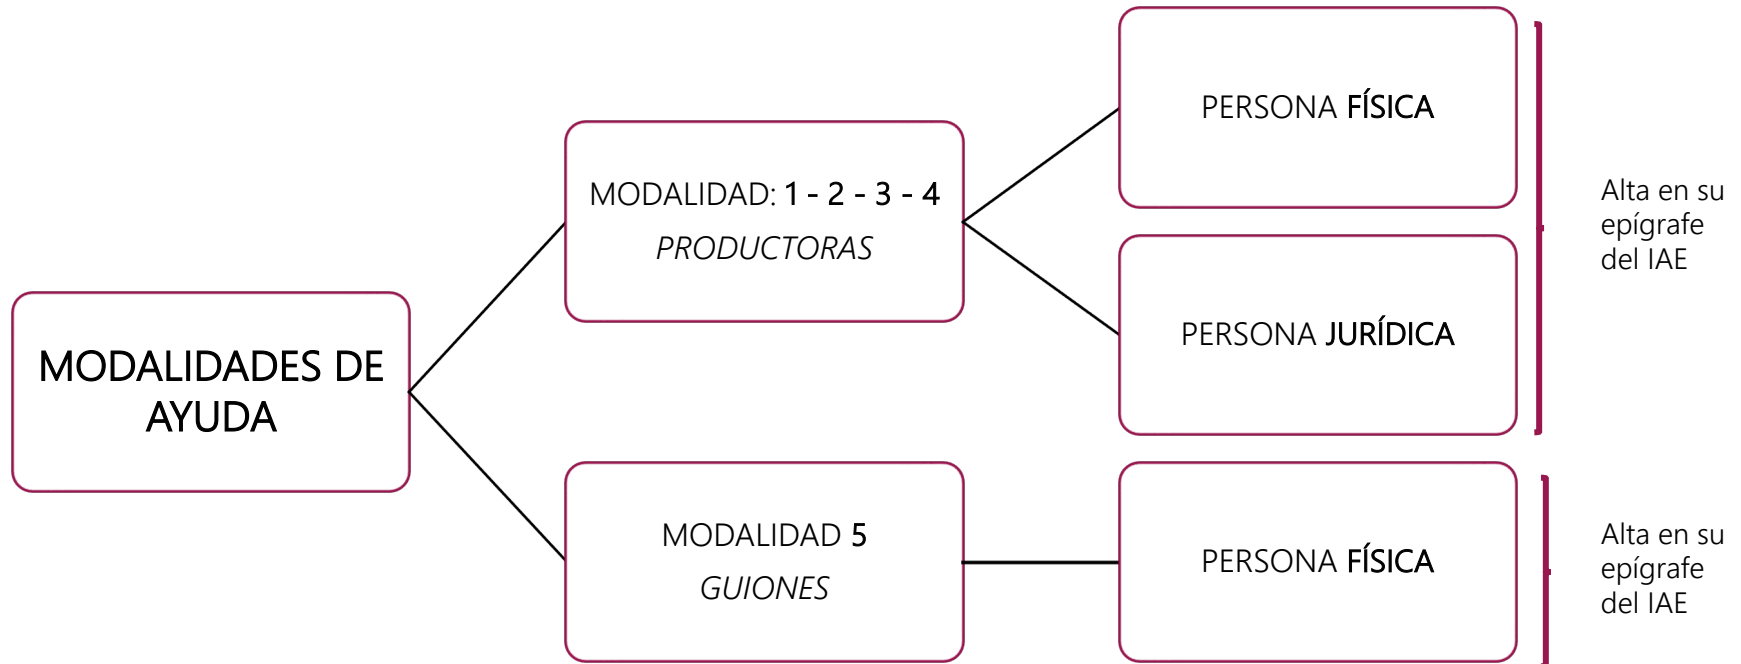 MODALIDADES DE
AYUDA
MODALIDAD: 1 - 2 - 3 - 4
PRODUCTORAS
PERSONA FÍSICA
PERSONA JURÍDICA
Alta en su
epígrafe
del IAE
MODALIDAD 5
GUIONES
PERSONA FÍSICA
Alta en su
epígrafe
del IAE